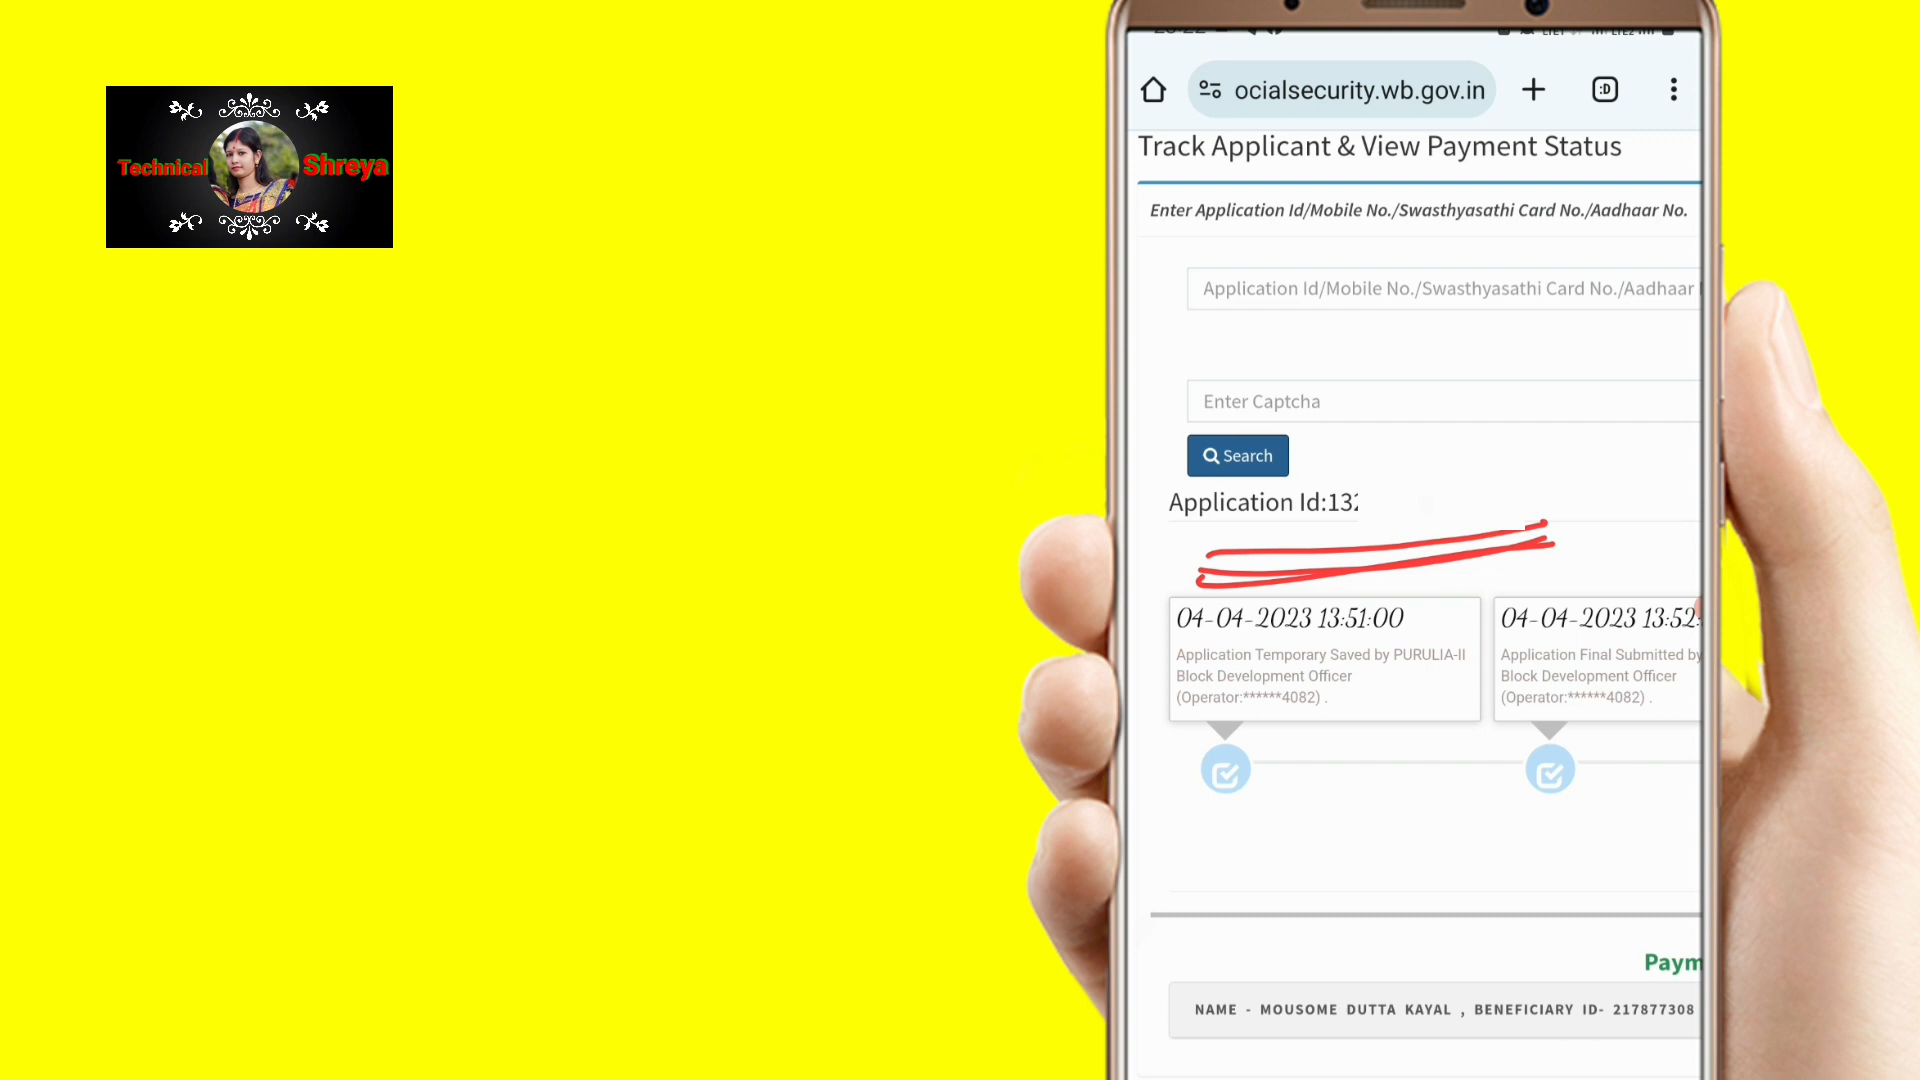 Technical Shreya
ocialsecurity.wb.gov.in
:D
Track Applicant & View Payment Status
Enter Application Id/Mobile No./Swasthyasathi Card No./Aadhaar No.
Application Id/Mobile No./Swasthyasathi Card No./Aadhaar
Enter Captcha
Search
Application Id:132
04-04-2023 13:51:00
Application Temporary Saved by PURULIA-II
Block Development Officer
(Operator:******4082) .
04-04-2023 13:52:
Application Final Submitted by
Block Development Officer
(Operator:******4082) .
Paym
NAME - MOUSOME DUTTA KAYAL , BENEFICIARY ID- 217877308